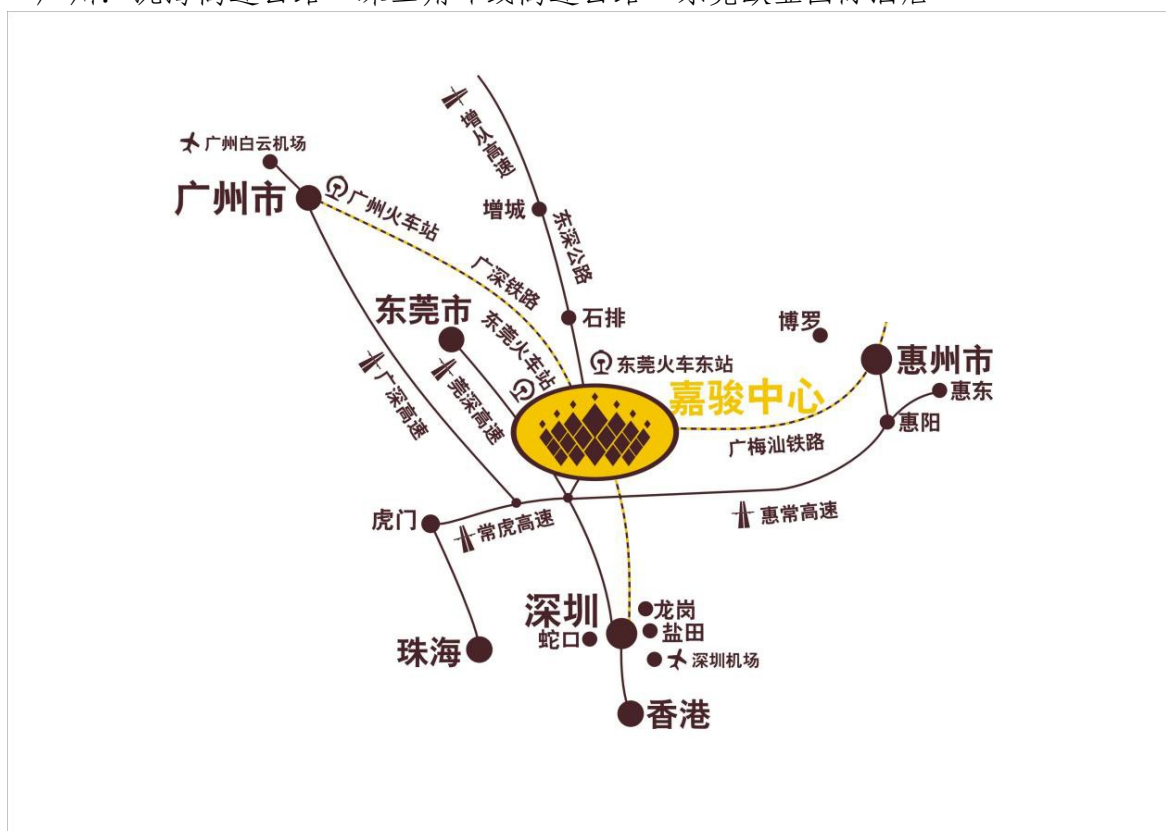 广州白云机场
广州市
广州火车站
增从高速
增城
东深公路
广深铁路
东莞市
东莞火车站
石排
东莞火车东站
博罗
惠州市
惠东
惠阳
嘉骏中心
广梅汕铁路
广深高速
莞深高速
虎门
常虎高速
惠常高速
珠海
深圳
蛇口
龙岗
盐田
深圳机场
香港